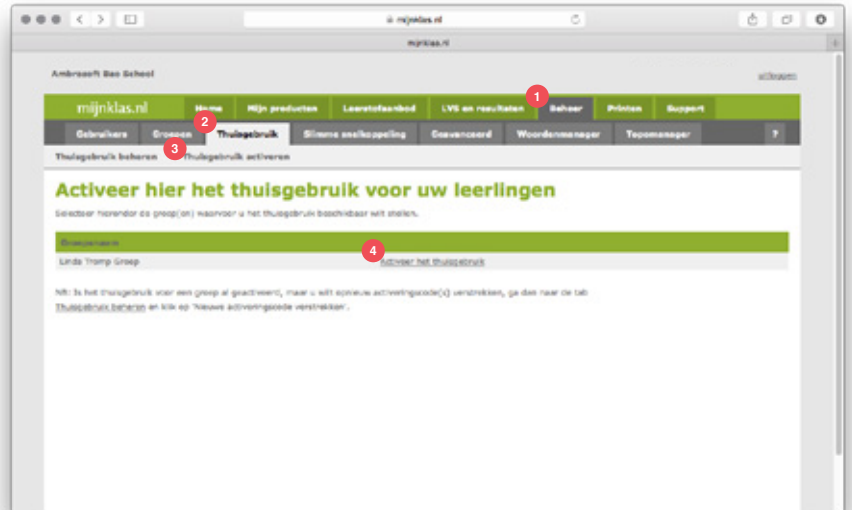 mijnklas.nl
mijnklas.nl
Ambrasoft Bao School
uitloggen
mijnklas.nl Home Mijn producten Leerstofaanbod LVS en resultaten 1 Beheer Printen Support
Gebruikers Groepen 2 Thuisgebruik Slimme snelkoppeling Geavanceerd Woordenmanager Topomanager ?
Thuisgebruik beheren 3 Thuisgebruik activeren
Activeer hier het thuisgebruik voor uw leerlingen
Selecteer hieronder de groep(en) waarvoor u het thuisgebruik beschikbaar wilt stellen.
Groepsnaam
4
Linda Tromp Groep Activeer het thuisgebruik
NB: Is het thuisgebruik voor een groep al geactiveerd, maar u wilt opnieuw activeringscode(s) verstrekken, ga dan naar de tab
Thuisgebruik beheren en klik op 'Nieuwe activeringscode verstrekken'.